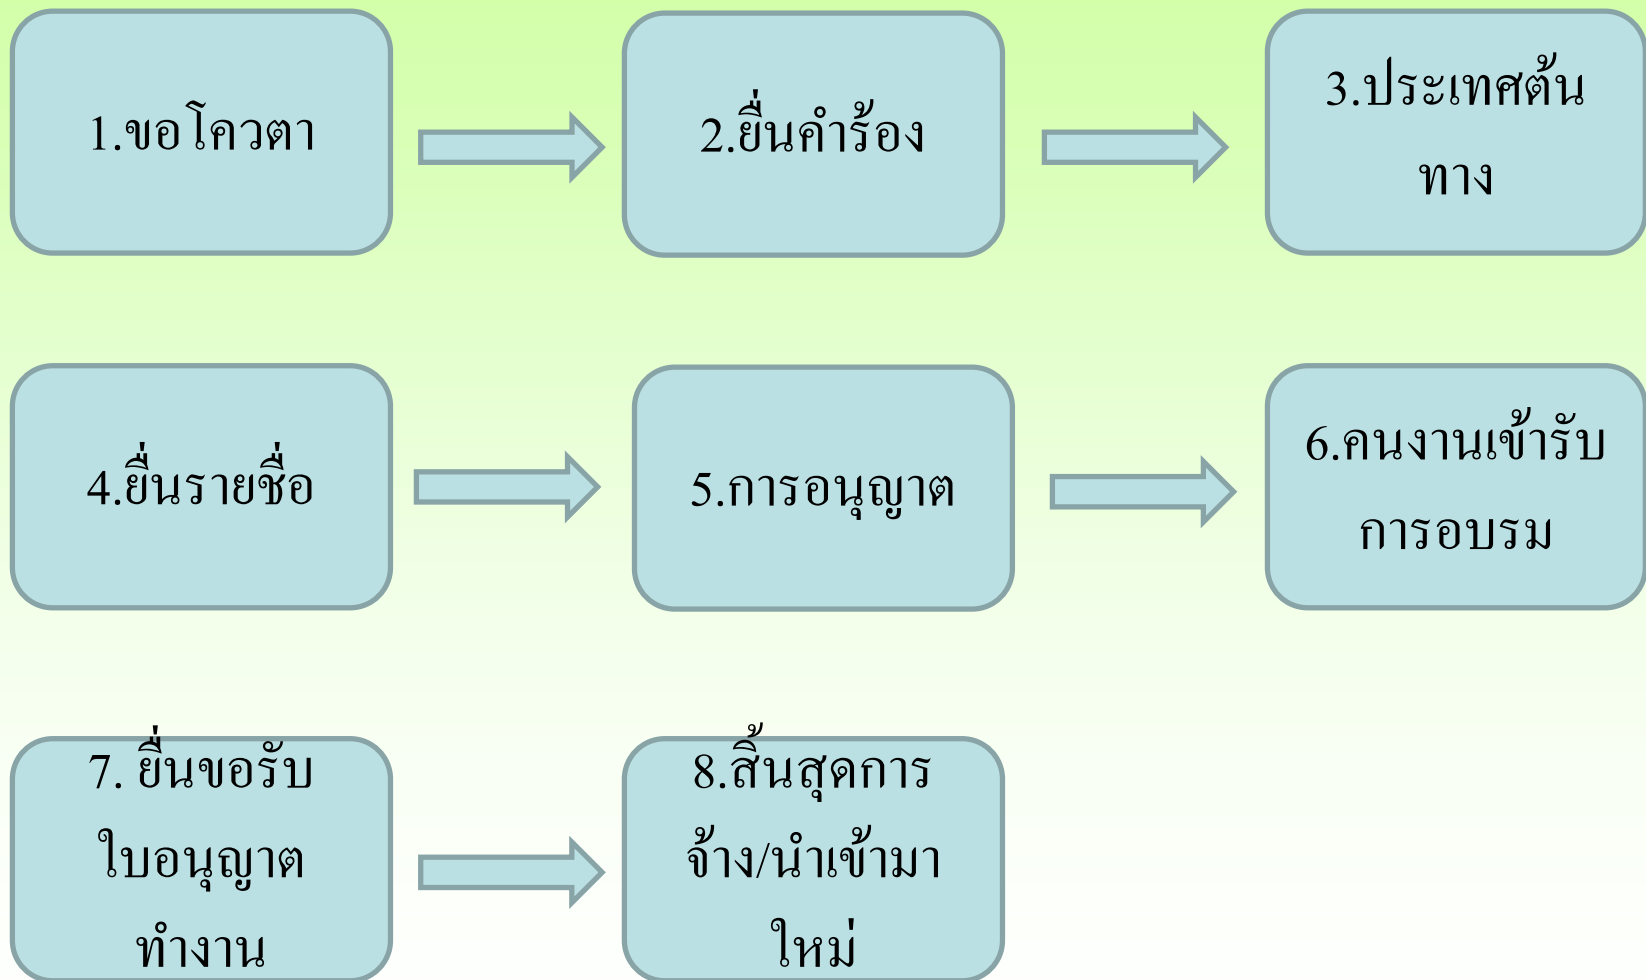 1.ขอโควตา
2.ยื่นคำร้อง
3.ประเทศต้น
ทาง
4.ยื่นรายชื่อ
5.การอนุญาต
6.คนงานเข้ารับ
การอบรม
7. ยื่นขอรับ
ใบอนุญาต
ทำงาน
8.สิ้นสุดการ
จ้าง/นำเข้ามา
ใหม่